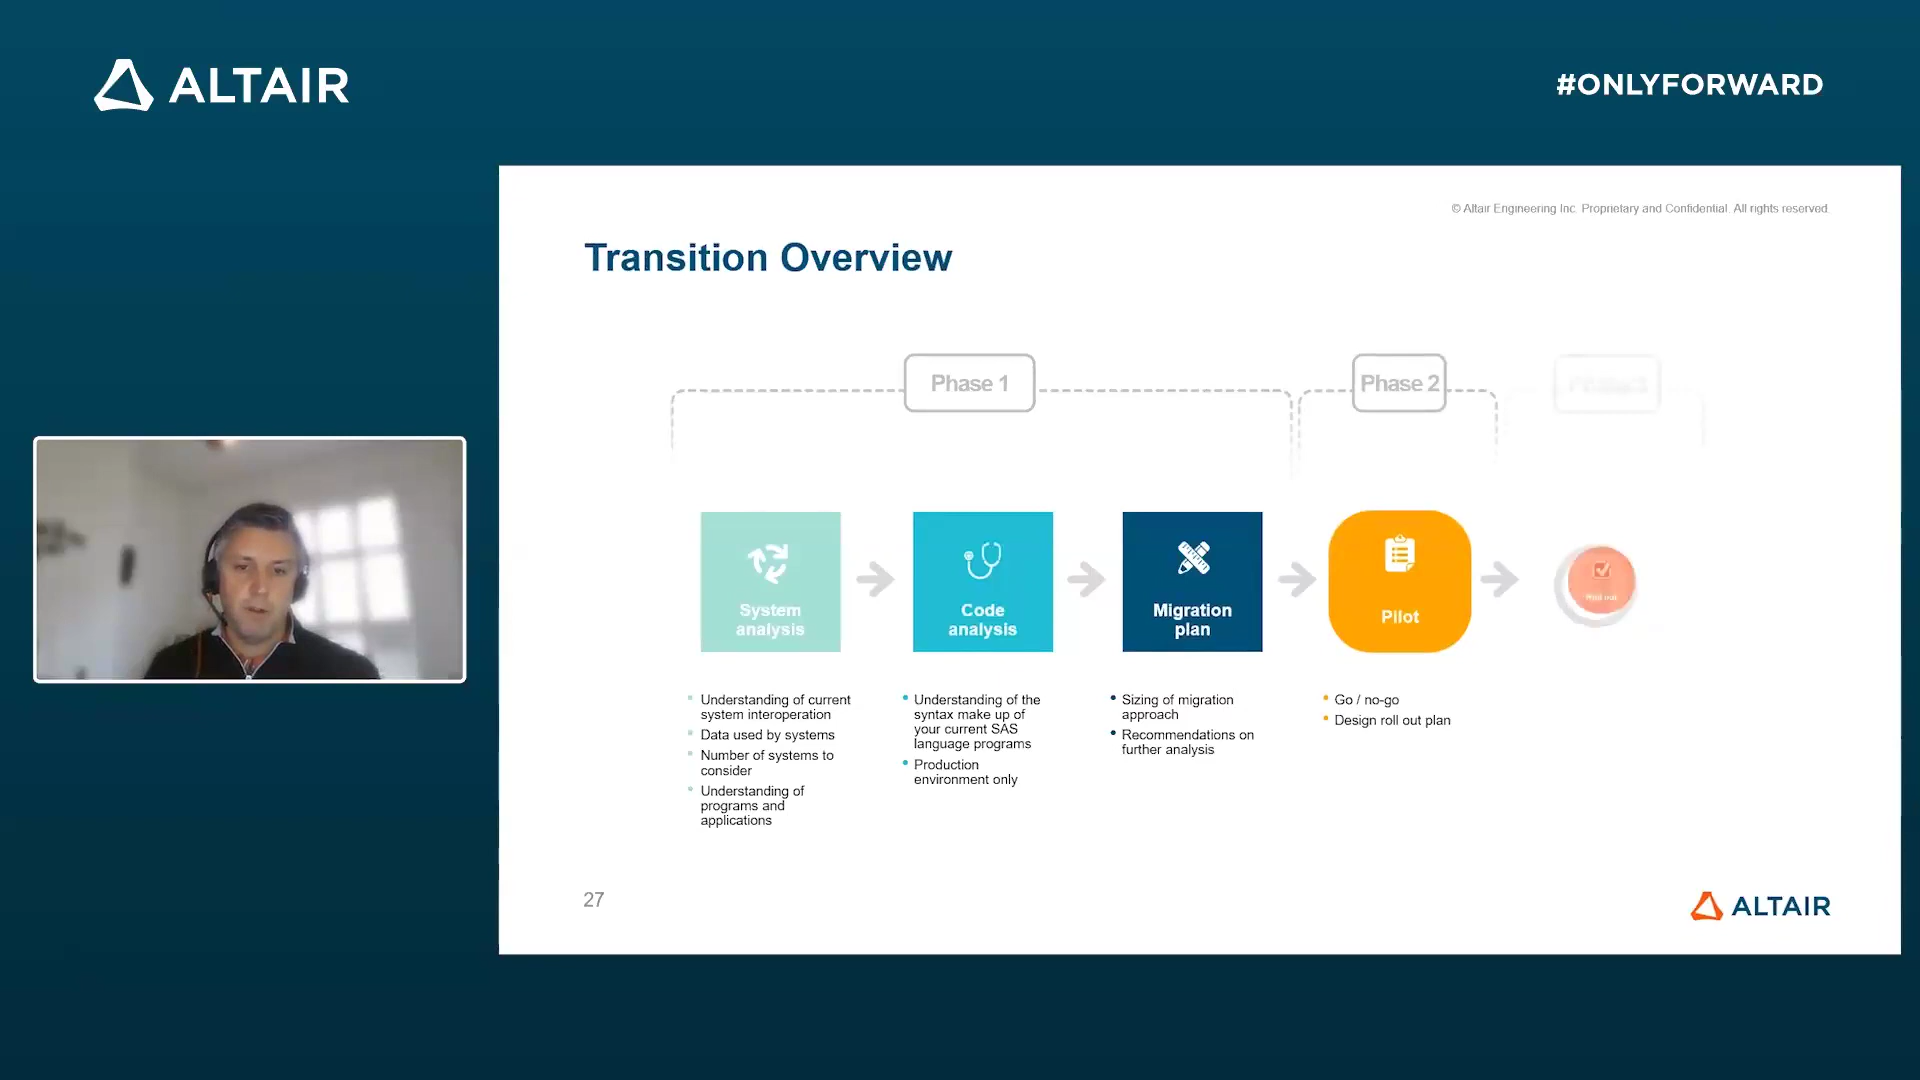 ALTAIR
#ONLYFORWARD
© Altair Engineering Inc. Proprietary and Confidential. All rights reserved.
Transition Overview
Phase 1
Phase 2
System
analysis
Code
analysis
Migration
plan
Pilot
Understanding of current
system interoperation
Data used by systems
Number of systems to
consider
Understanding of
programs and
applications
Understanding of the
syntax make up of
your current SAS
language programs
Production
environment only
Sizing of migration
approach
Recommendations on
further analysis
Go / no-go
Design roll out plan
27
ALTAIR